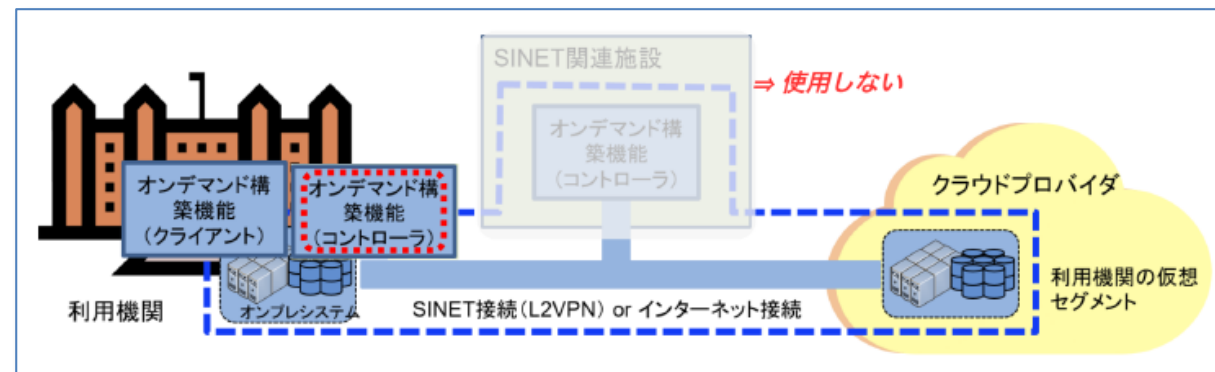 SINET関連施設
⇒ 使用しない
オンデマンド構
築機能
(コントローラ)
オンデマンド構
築機能
(クライアント)
オンデマンド構
築機能
(コントローラ)
クラウドプロバイダ
利用機関の仮想
セグメント
利用機関
オンプレシステム
SINET接続(L2VPN) or インターネット接続